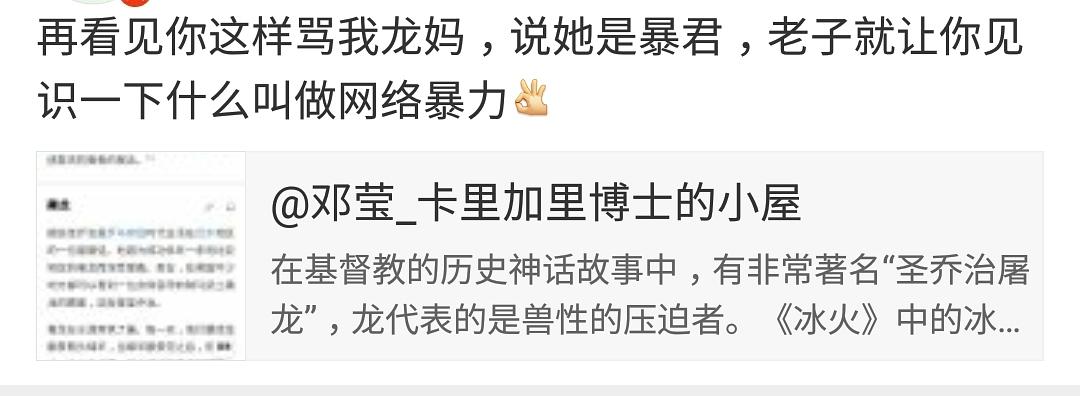 再看见你这样骂我龙妈，说她是暴君，老子就让你见
识一下什么叫做网络暴力👌
@邓莹_卡里加里博士的小屋
在基督教的历史神话故事中，有非常著名“圣乔治屠
龙”，龙代表的是兽性的压迫者。《冰火》中的冰...